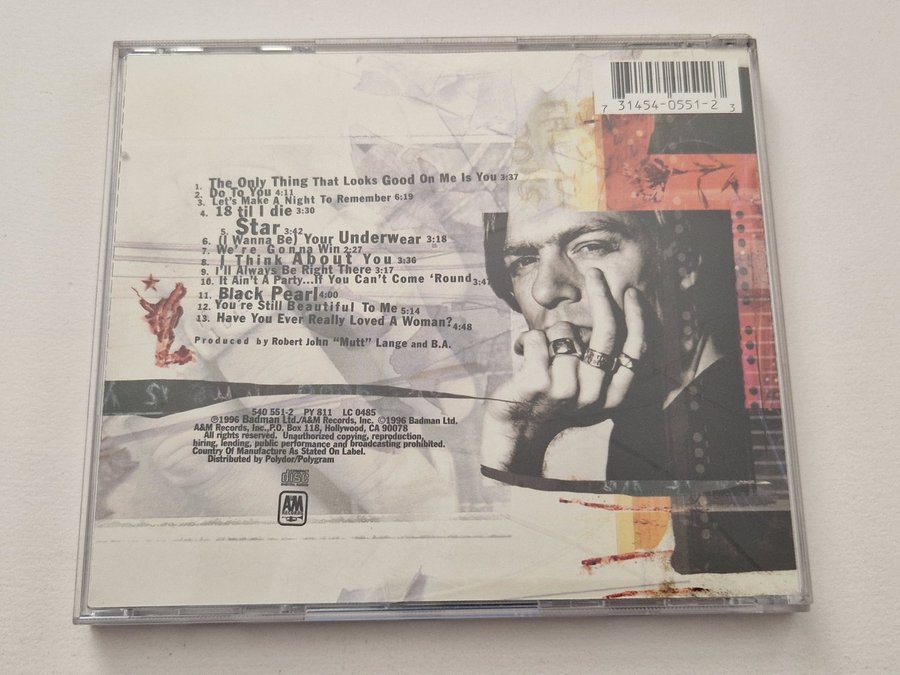 7 31454-0551-2 3
1. The Only Thing That Looks Good On Me Is You 3:37
2. Do To You 4:11
3. Let's Make A Night To Remember 6:19
4. 18 til I die 3:30
5. Star 3:42
6. (I Wanna Be) Your Underwear 3:18
7. We're Gonna Win 2:27
8. I Think About You 3:36
9. I'll Always Be Right There 3:17
10. It Ain't A Party...If You Can't Come 'Round 3:47
11. Black Pearl 4:00
12. You're Still Beautiful To Me 5:14
13. Have You Ever Really Loved A Woman? 4:48
Produced by Robert John "Mutt" Lange and B.A.
540 551-2 PY 811 LC 0485
℗1996 Badman Ltd./A&M Records, Inc. ©1996 Badman Ltd.
A&M Records, Inc.,P.O. Box 118, Hollywood, CA 90078
All rights reserved. Unauthorized copying, reproduction,
hiring, lending, public performance and broadcasting prohibited.
Country Of Manufacture As Stated On Label.
Distributed by Polydor/Polygram
COMPACT
disc
DIGITAL AUDIO
A&M
RECORDS